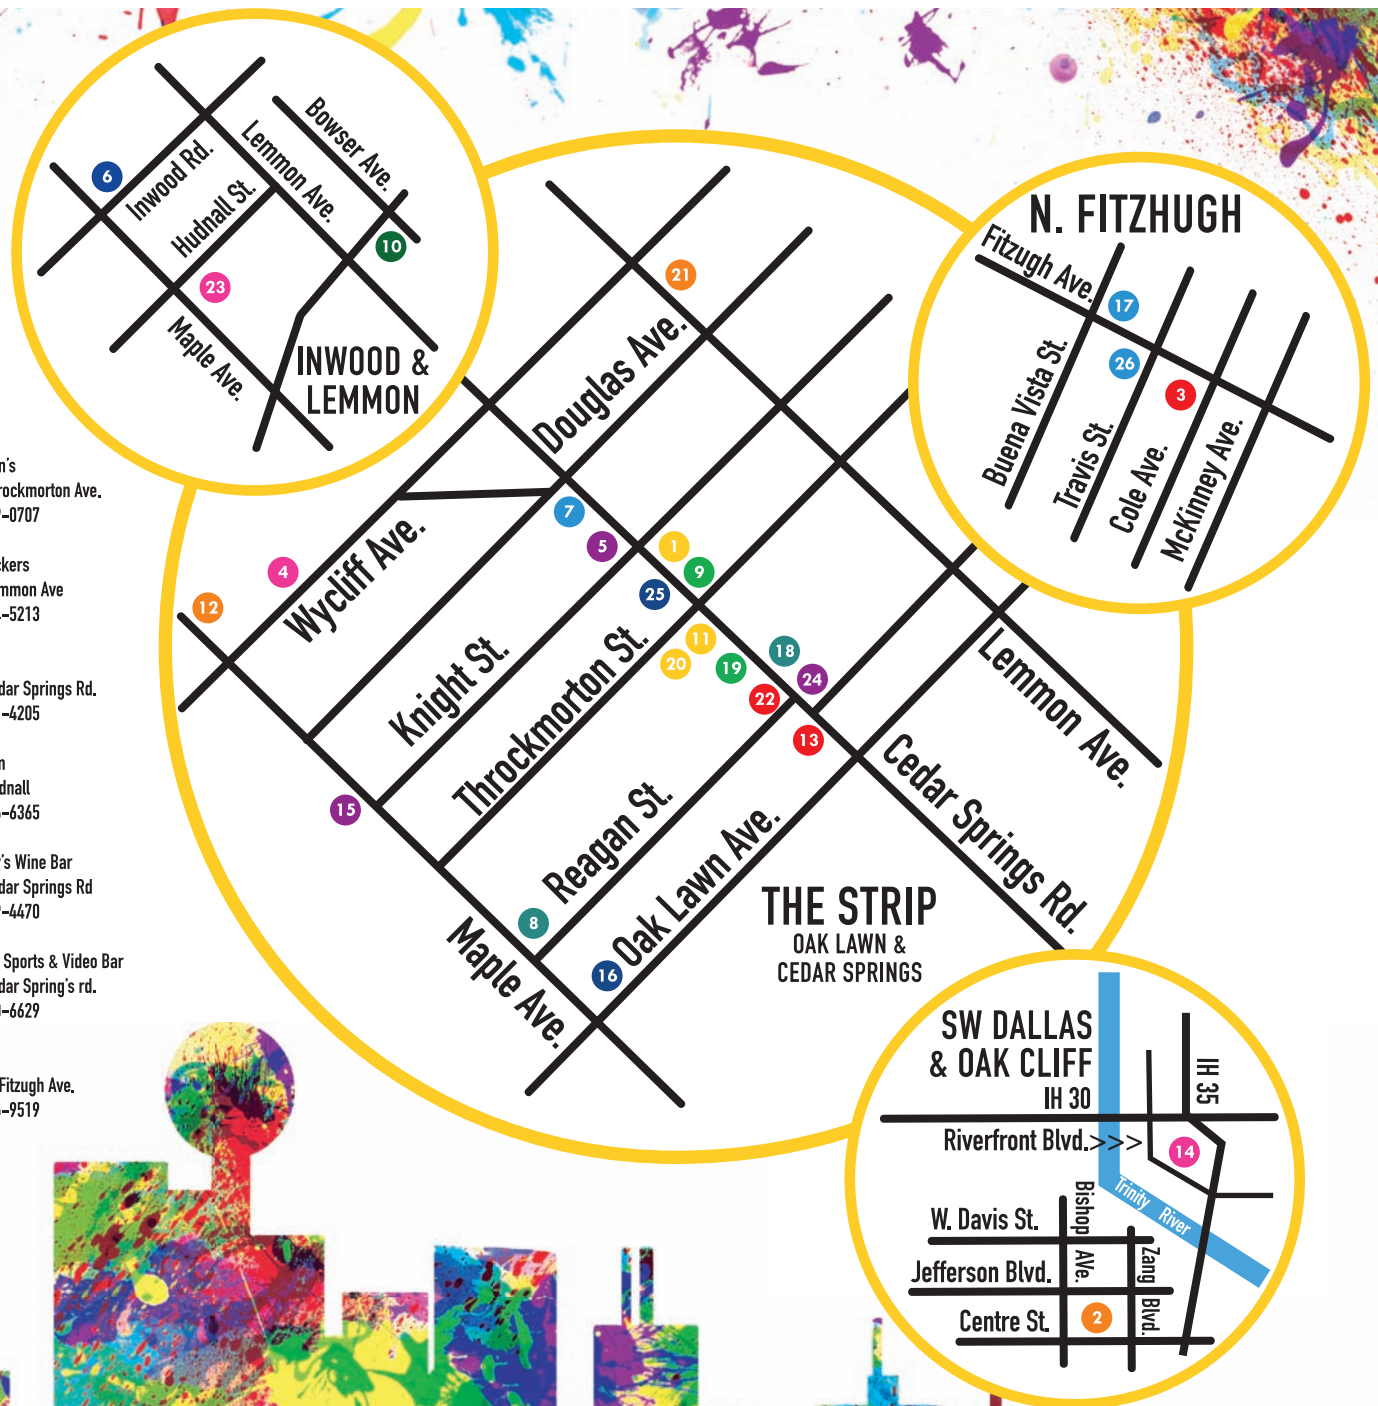 6
Inwood Rd.
Hudnall St.
Lemmon Ave.
Bowser Ave.
10
23
Maple Ave.
INWOOD &
LEMMON
N. FITZHUGH
Fitzugh Ave.
17
26
3
Buena Vista St.
Travis St.
Cole Ave.
McKinney Ave.
n's
rockmorton Ave.
-0707
kers
mmon Ave
-5213
dar Springs Rd.
-4205
n
dnall
-6365
's Wine Bar
dar Springs Rd
-4470
Sports & Video Bar
dar Spring's rd.
-6629
Fitzugh Ave.
-9519
21
Douglas Ave.
7
5
1
9
25
4
12
Wycliff Ave.
11
20
19
18
24
22
13
Knight St.
Throckmorton St.
Lemmon Ave.
15
Reagan St.
Cedar Springs Rd.
8
Oak Lawn Ave.
16
Maple Ave.
THE STRIP
OAK LAWN &
CEDAR SPRINGS
SW DALLAS
& OAK CLIFF
IH 30
IH 35
Riverfront Blvd.>>>
14
Trinity River
Bishop AVe.
W. Davis St.
Zang Blvd.
Jefferson Blvd.
Centre St.
2